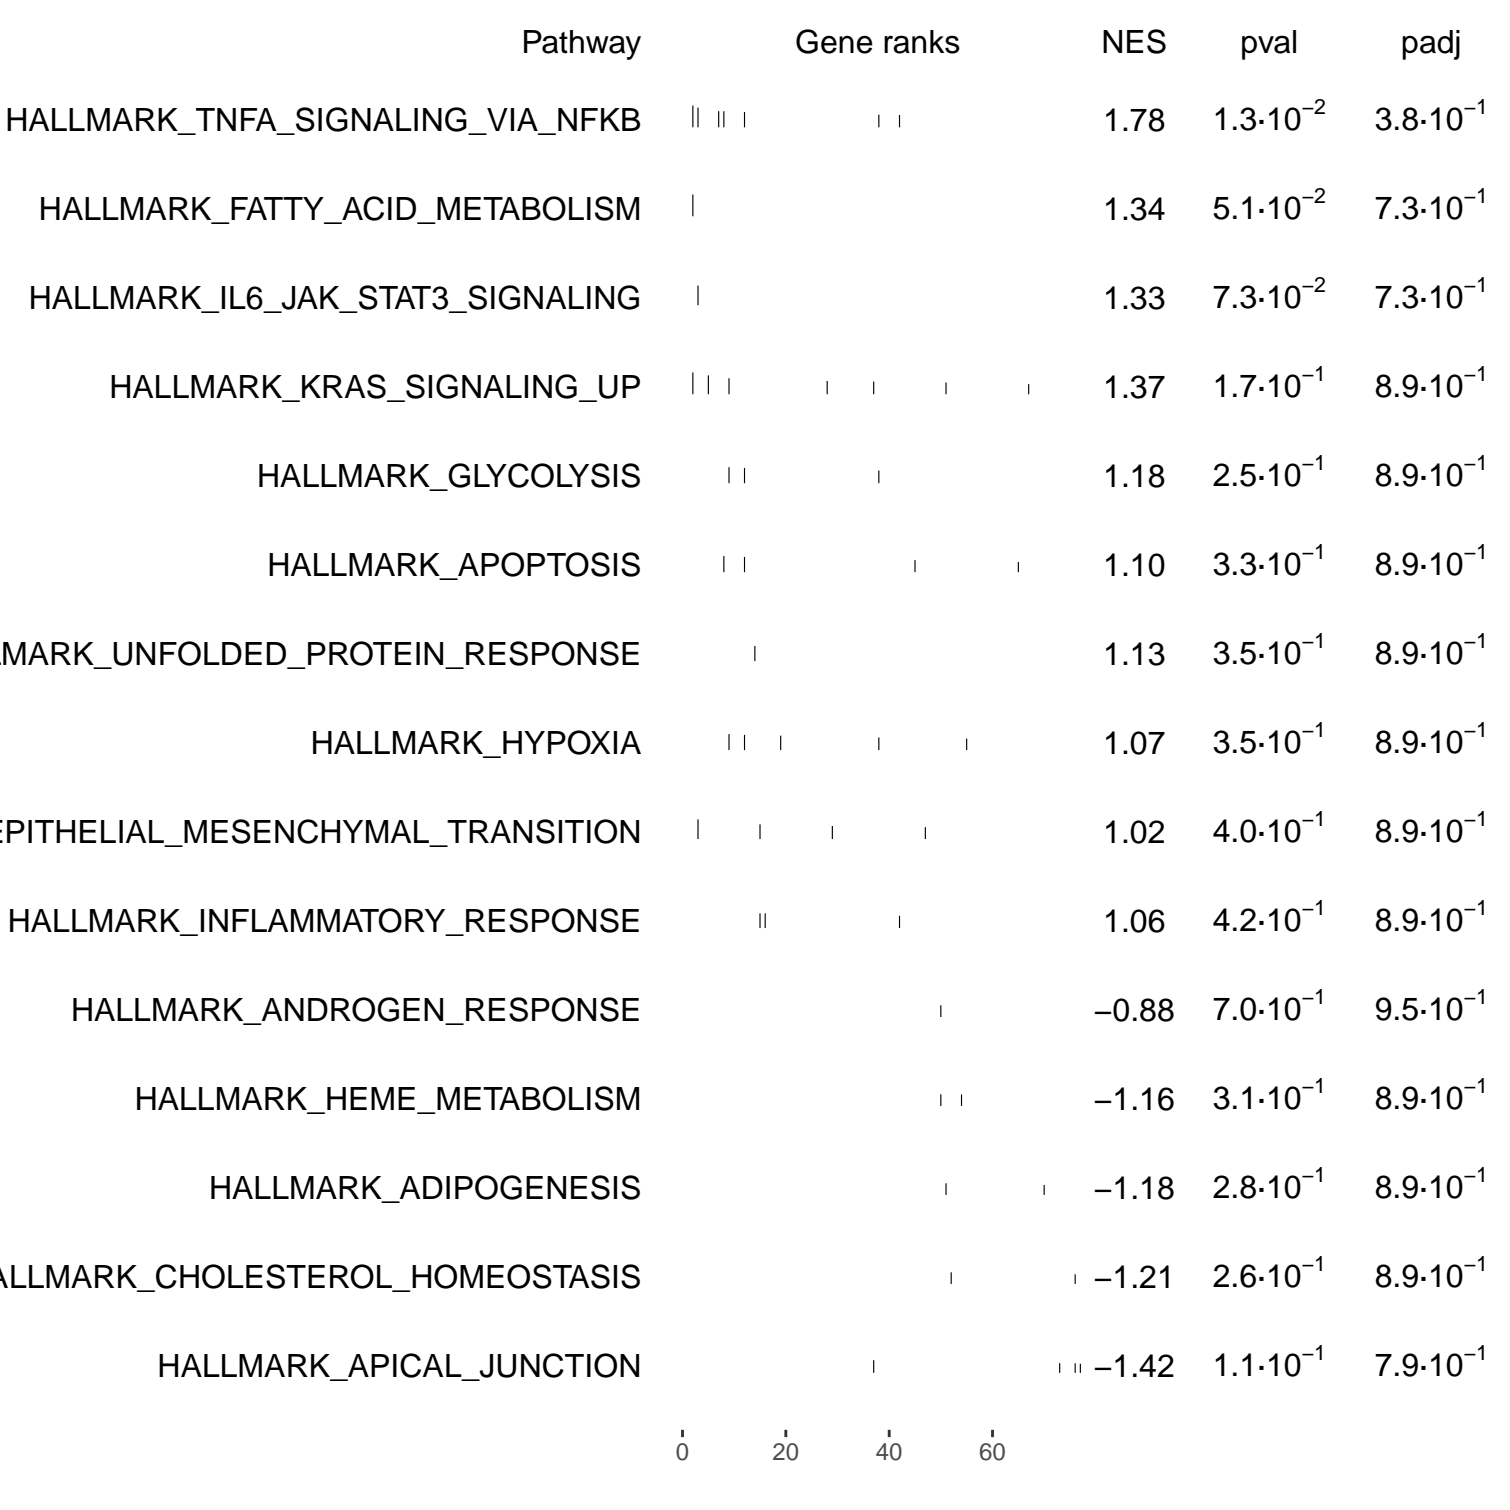 Pathway Gene ranks NES pval padj
HALLMARK_TNFA_SIGNALING_VIA_NFKB 1.78 1.3·10⁻² 3.8·10⁻¹
HALLMARK_FATTY_ACID_METABOLISM 1.34 5.1·10⁻² 7.3·10⁻¹
HALLMARK_IL6_JAK_STAT3_SIGNALING 1.33 7.3·10⁻² 7.3·10⁻¹
HALLMARK_KRAS_SIGNALING_UP 1.37 1.7·10⁻¹ 8.9·10⁻¹
HALLMARK_GLYCOLYSIS 1.18 2.5·10⁻¹ 8.9·10⁻¹
HALLMARK_APOPTOSIS 1.10 3.3·10⁻¹ 8.9·10⁻¹
MARK_UNFOLDED_PROTEIN_RESPONSE 1.13 3.5·10⁻¹ 8.9·10⁻¹
HALLMARK_HYPOXIA 1.07 3.5·10⁻¹ 8.9·10⁻¹
EPITHELIAL_MESENCHYMAL_TRANSITION 1.02 4.0·10⁻¹ 8.9·10⁻¹
HALLMARK_INFLAMMATORY_RESPONSE 1.06 4.2·10⁻¹ 8.9·10⁻¹
HALLMARK_ANDROGEN_RESPONSE −0.88 7.0·10⁻¹ 9.5·10⁻¹
HALLMARK_HEME_METABOLISM −1.16 3.1·10⁻¹ 8.9·10⁻¹
HALLMARK_ADIPOGENESIS −1.18 2.8·10⁻¹ 8.9·10⁻¹
ALLMARK_CHOLESTEROL_HOMEOSTASIS −1.21 2.6·10⁻¹ 8.9·10⁻¹
HALLMARK_APICAL_JUNCTION −1.42 1.1·10⁻¹ 7.9·10⁻¹
0 20 40 60